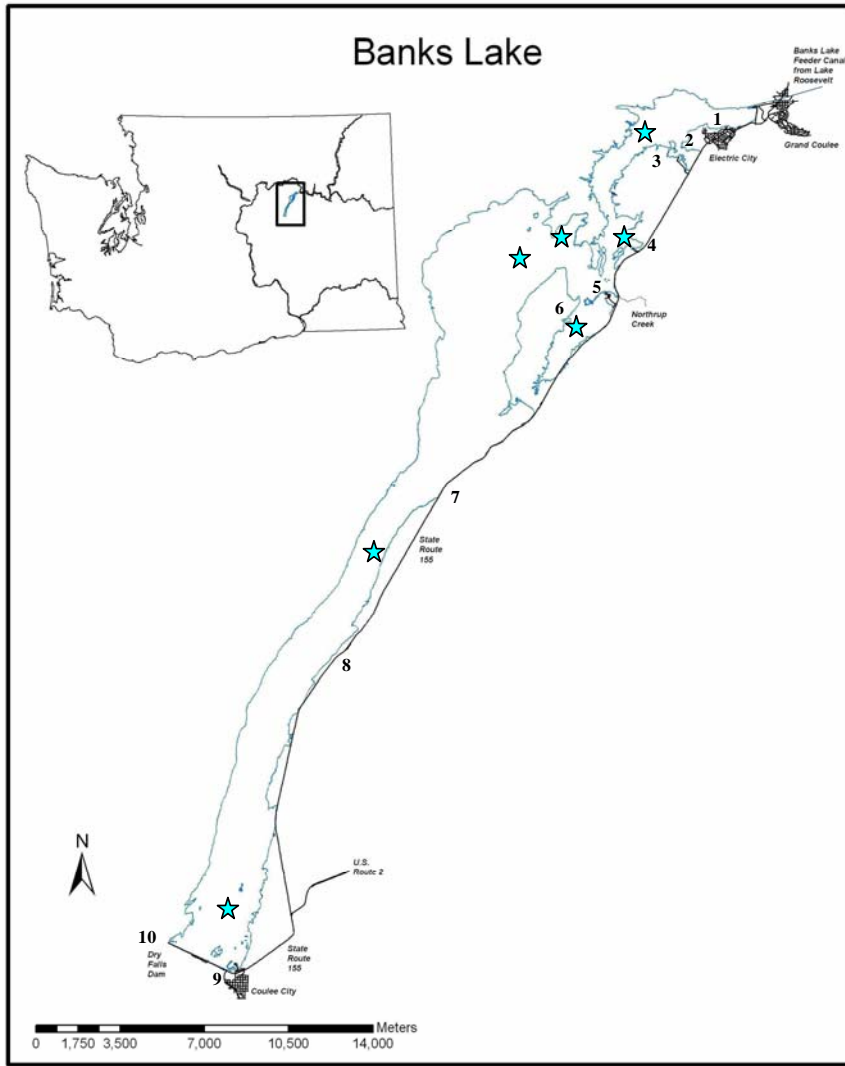 Banks Lake
Banks Lake
Feeder Canal
from Lake
Roosevelt
1
Grand Coulee
2
Electric City
3
4
5
Northrup
Creek
6
7
State
Route
155
8
N
U.S.
Route 2
10
Dry
Falls
Dam
State
Route
155
9
Coulee City
Meters
0 1,750 3,500 7,000 10,500 14,000